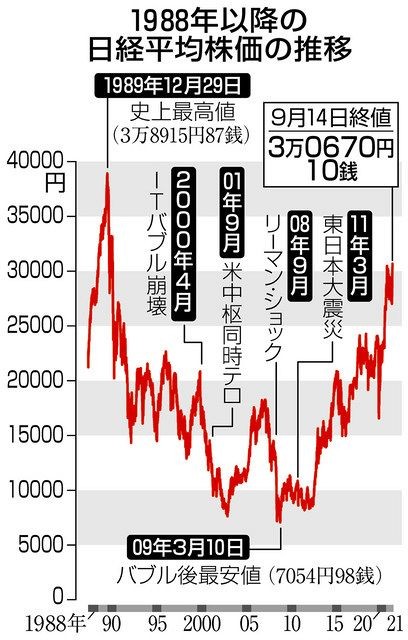 1988年以降の
日経平均株価の推移
1989年12月29日
史上最高値
(3万8915円87銭)
9月14日終値
3万0670円
10銭
40000
円
35000
30000
25000
20000
15000
10000
5000
0
2000年4月
ITバブル崩壊
01年9月
米中枢同時テロ
リーマン・ショック
08年9月
東日本大震災
11年3月
09年3月10日
バブル後最安値(7054円98銭)
1988年 90 95 2000 05 10 15 20 21